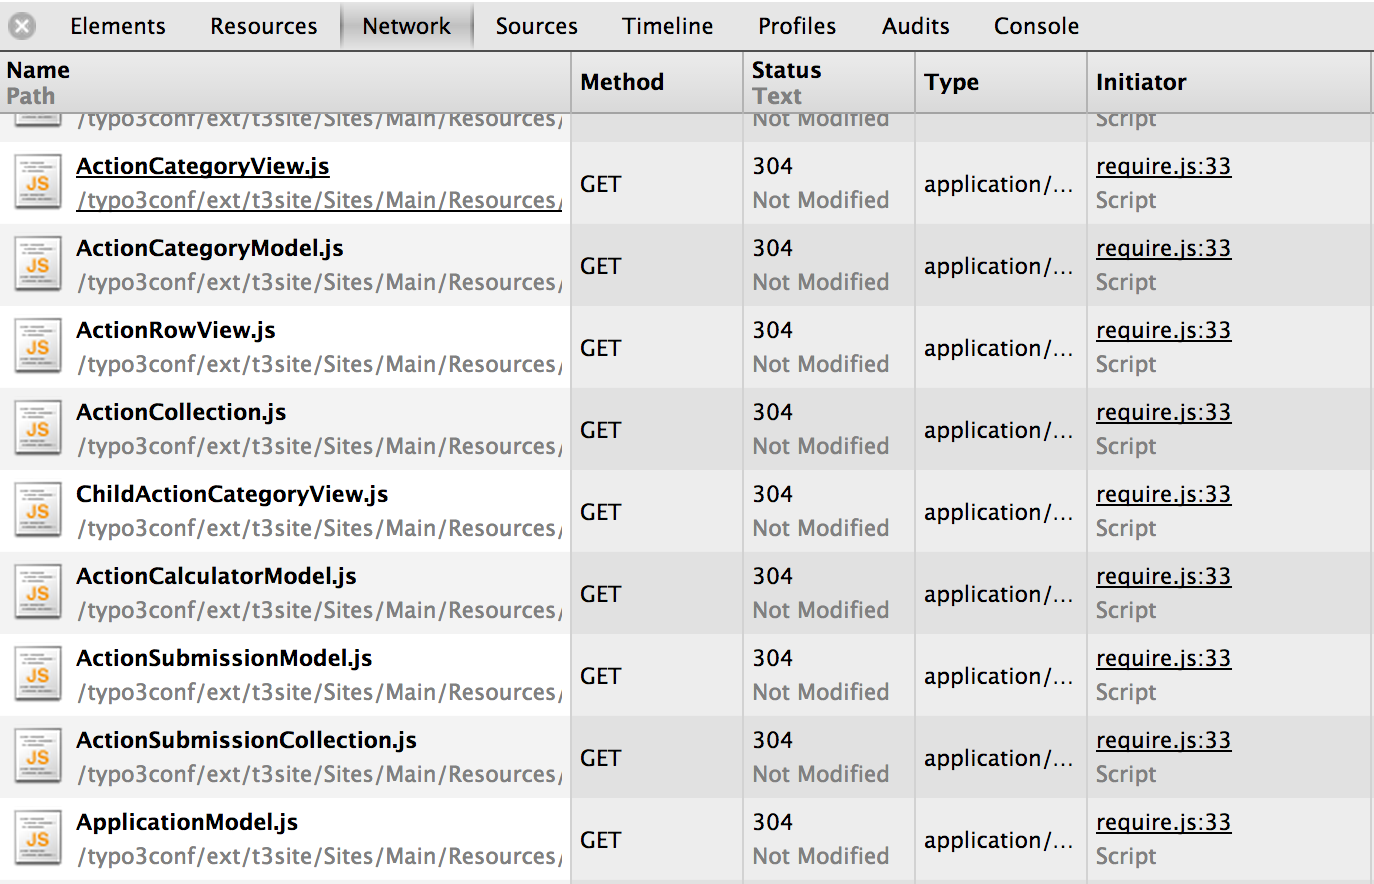 Elements Resources Network Sources Timeline Profiles Audits Console
Name Method Status Type Initiator
Path Text
/typo3conf/ext/t3site/Sites/Main/Resources/ Not Modified Script
JS ActionCategoryView.js GET 304 application/... require.js:33
/typo3conf/ext/t3site/Sites/Main/Resources/ Not Modified Script
JS ActionCategoryModel.js GET 304 application/... require.js:33
/typo3conf/ext/t3site/Sites/Main/Resources/ Not Modified Script
JS ActionRowView.js GET 304 application/... require.js:33
/typo3conf/ext/t3site/Sites/Main/Resources/ Not Modified Script
JS ActionCollection.js GET 304 application/... require.js:33
/typo3conf/ext/t3site/Sites/Main/Resources/ Not Modified Script
JS ChildActionCategoryView.js GET 304 application/... require.js:33
/typo3conf/ext/t3site/Sites/Main/Resources/ Not Modified Script
JS ActionCalculatorModel.js GET 304 application/... require.js:33
/typo3conf/ext/t3site/Sites/Main/Resources/ Not Modified Script
JS ActionSubmissionModel.js GET 304 application/... require.js:33
/typo3conf/ext/t3site/Sites/Main/Resources/ Not Modified Script
JS ActionSubmissionCollection.js GET 304 application/... require.js:33
/typo3conf/ext/t3site/Sites/Main/Resources/ Not Modified Script
JS ApplicationModel.js GET 304 application/... require.js:33
/typo3conf/ext/t3site/Sites/Main/Resources/ Not Modified Script